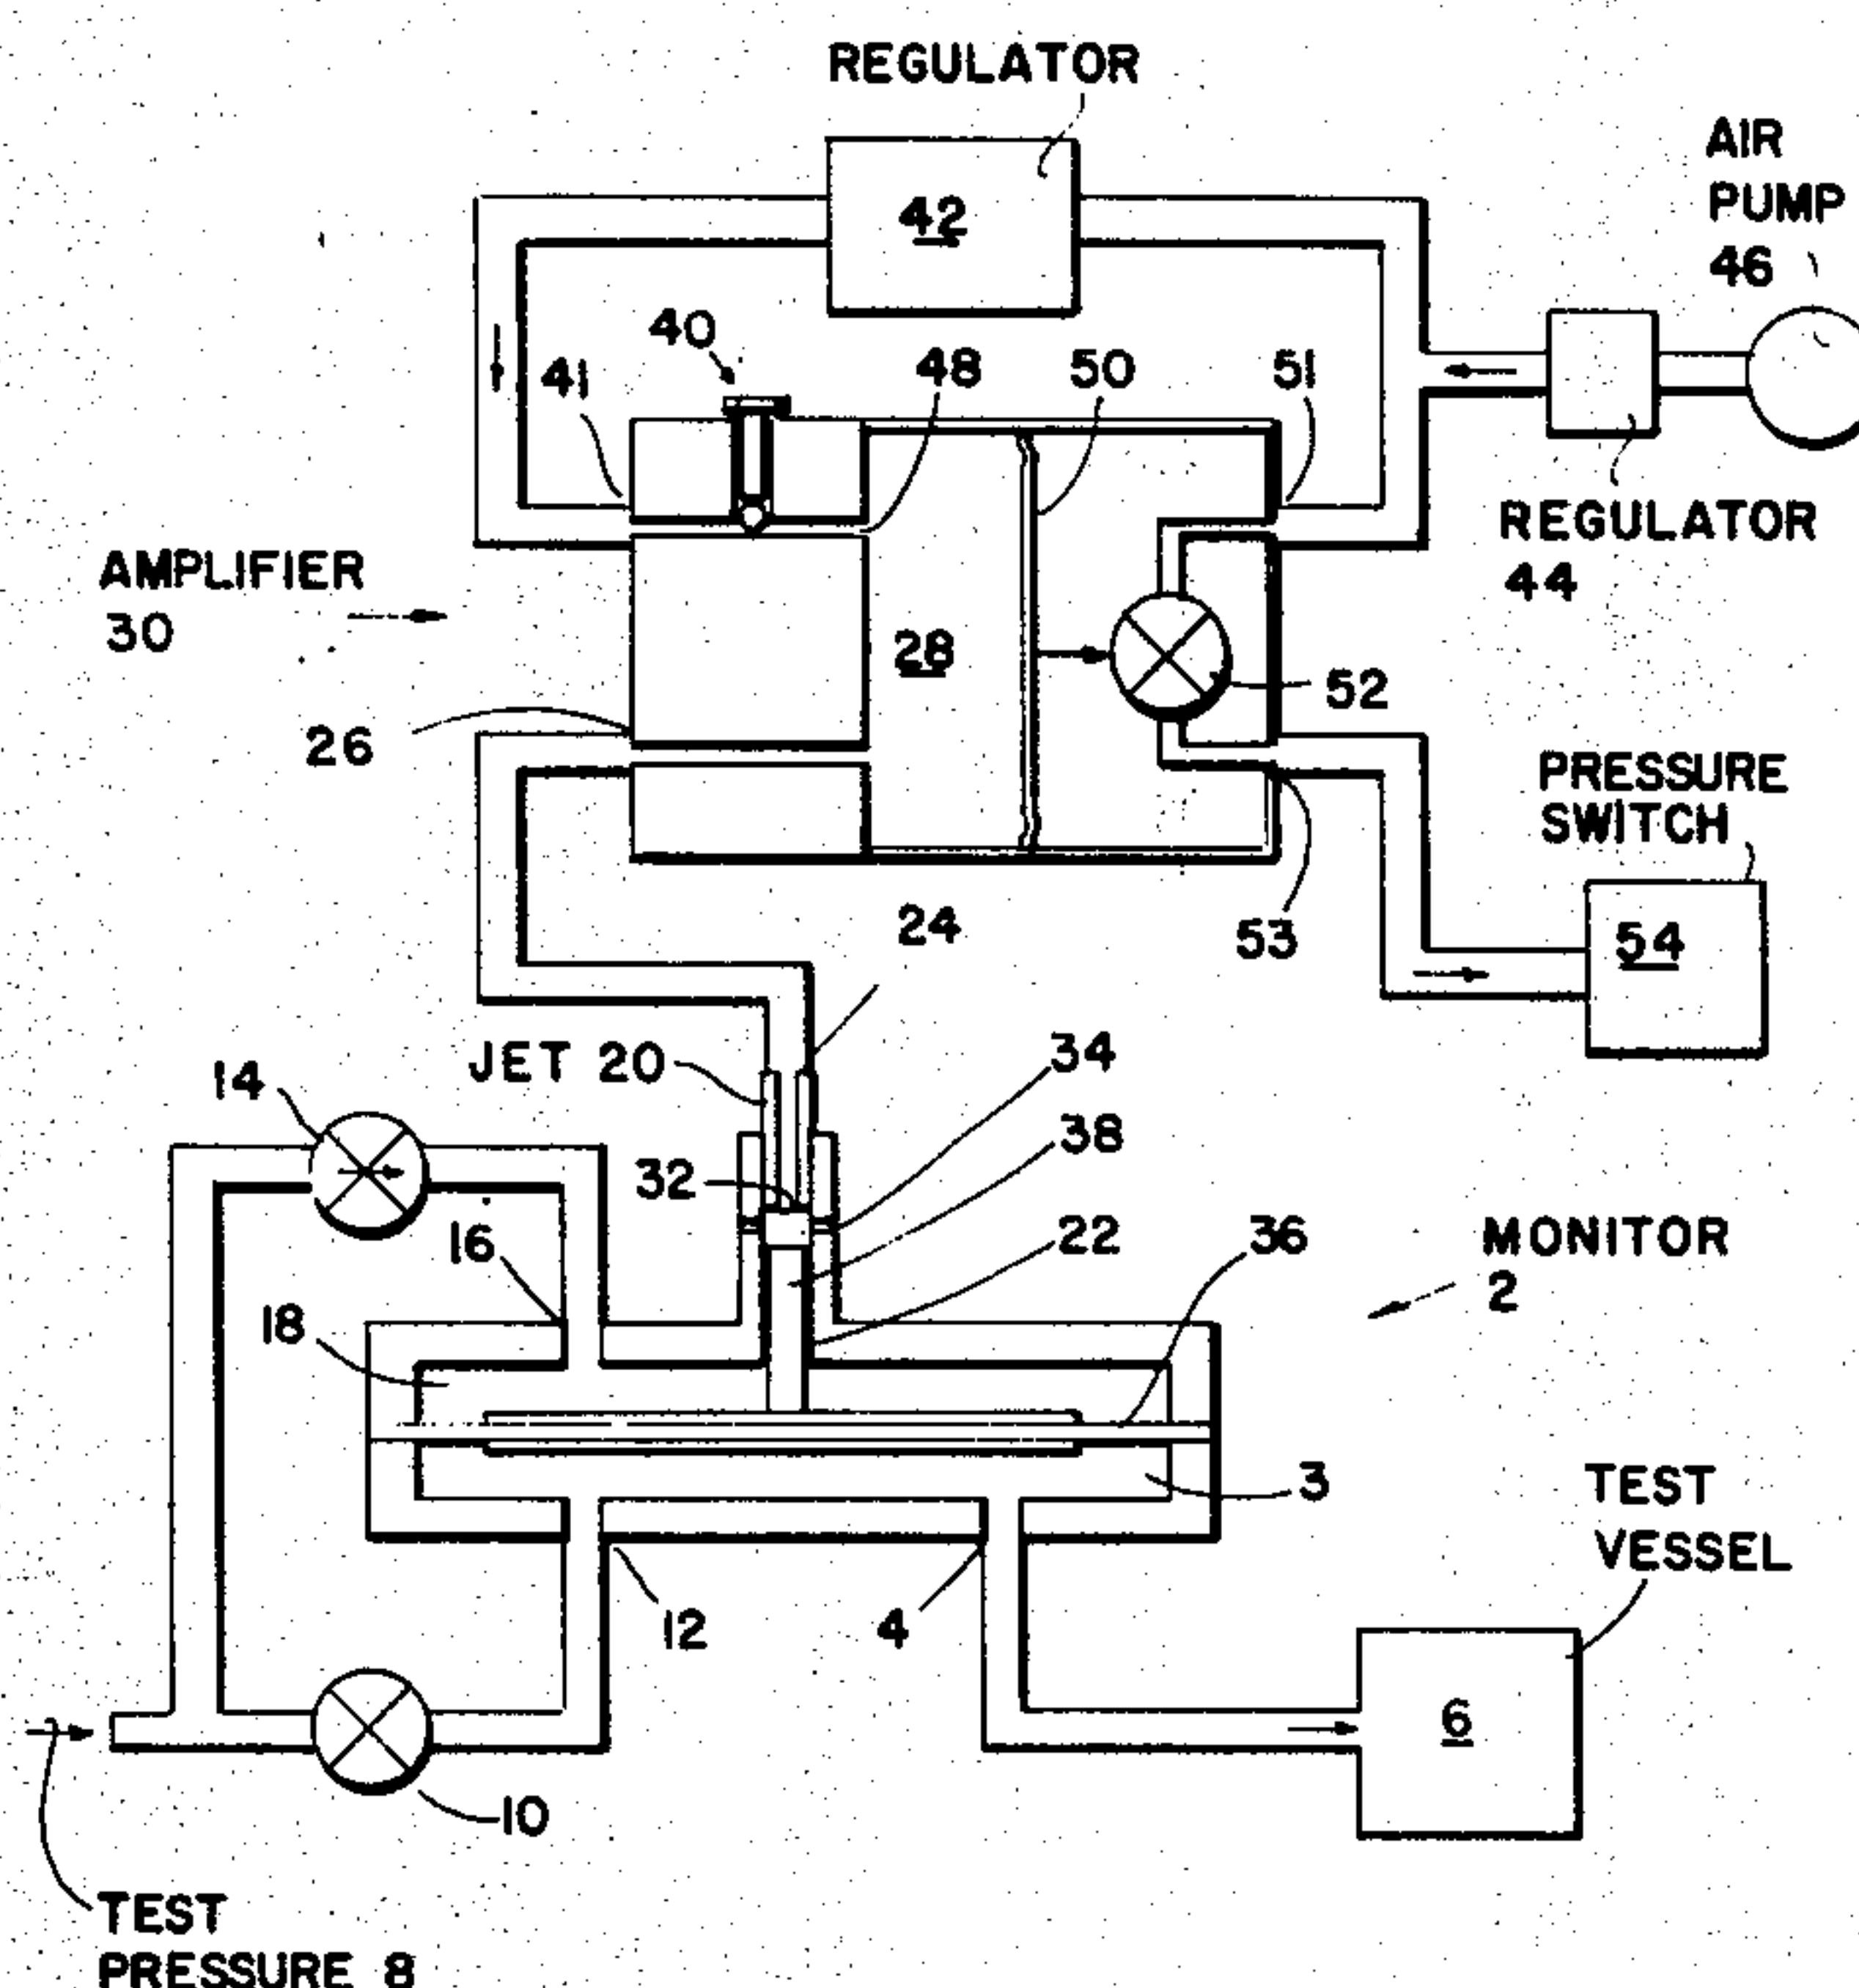 REGULATOR
42
AIR
PUMP
46
40
41
48
50
51
REGULATOR
44
AMPLIFIER
30
28
52
26
PRESSURE
SWITCH
54
24
53
JET 20
34
14
38
32
16
22
36
MONITOR
2
18
3
TEST
VESSEL
12
4
6
10
TEST
PRESSURE 8